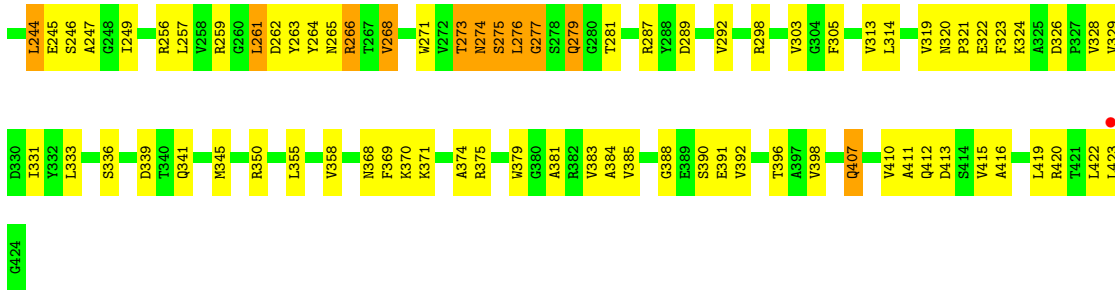 L244 E245 S246 A247 G248 I249 R256 L257 V258 R259 G260 L261 D262 Y263 Y264 N265 R266 T267 V268 W271 V272 T273 N274 S275 L276 G277 S278 Q279 G280 T281 R287 Y288 D289 V292 R298 V303 G304 F305 V313 L314 V319 N320 P321 E322 F323 K324 A325 D326 P327 V328 V329
D330 I331 Y332 L333 S336 D339 T340 Q341 M345 R350 L355 V358 N368 F369 K370 K371 A374 R375 W379 G380 A381 R382 V383 A384 V385 G388 E389 S390 E391 V392 T396 A397 V398 Q407 V410 A411 Q412 D413 S414 V415 A416 L419 R420 T421 L422 L423
G424